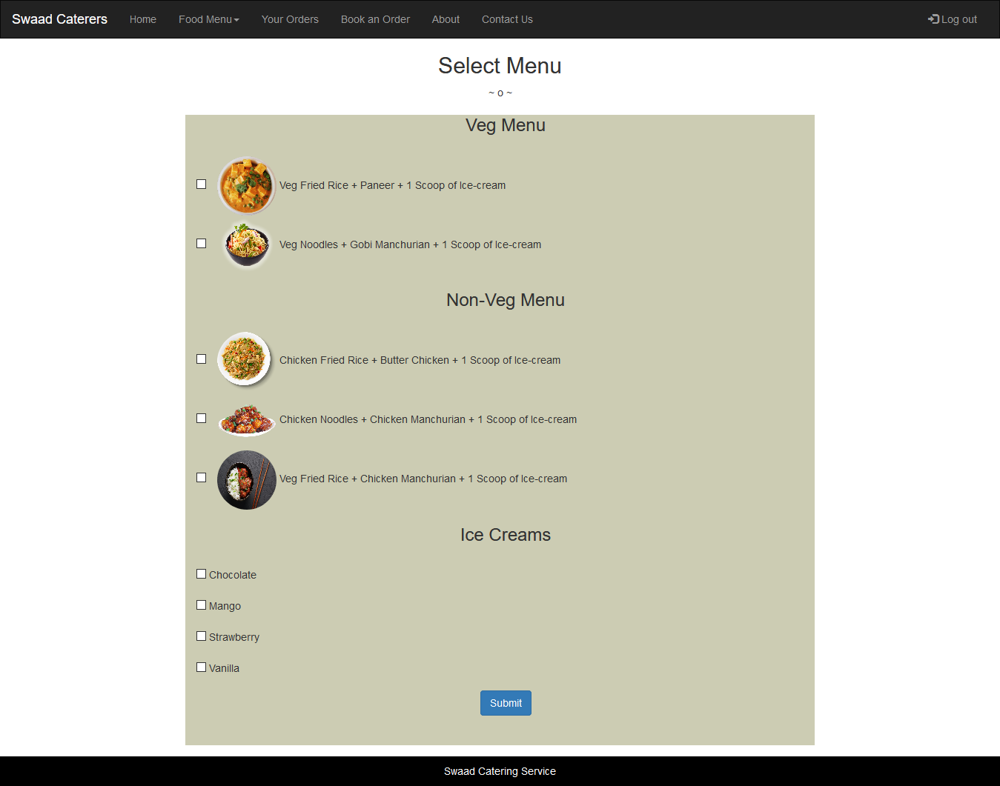 Swaad Caterers Home Food Menu Your Orders Book an Order About Contact Us Log out
Select Menu
~ o ~
Veg Menu
Veg Fried Rice + Paneer + 1 Scoop of Ice-cream
Veg Noodles + Gobi Manchurian + 1 Scoop of Ice-cream
Non-Veg Menu
Chicken Fried Rice + Butter Chicken + 1 Scoop of Ice-cream
Chicken Noodles + Chicken Manchurian + 1 Scoop of Ice-cream
Veg Fried Rice + Chicken Manchurian + 1 Scoop of Ice-cream
Ice Creams
Chocolate
Mango
Strawberry
Vanilla
Submit
Swaad Catering Service